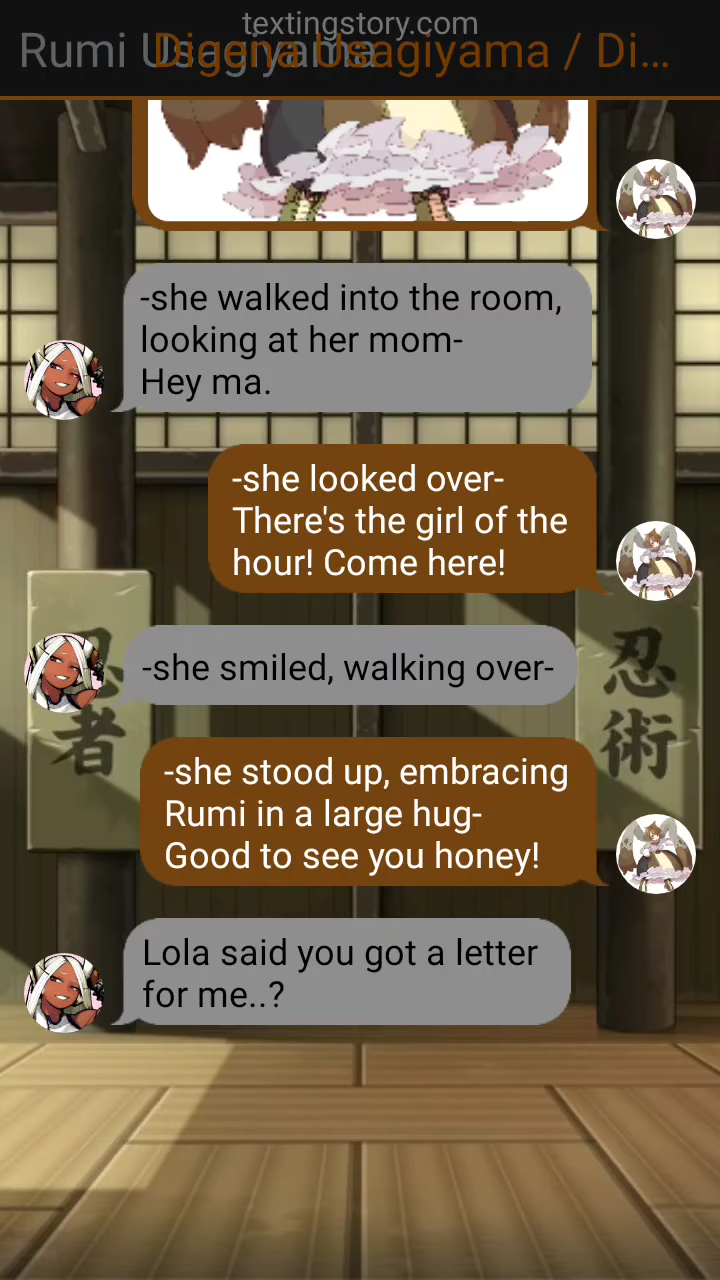 textingstory.com
Rumi Usagiyama
Diggna Usagiyama / Di...
-she walked into the room,
looking at her mom-
Hey ma.
-she looked over-
There's the girl of the
hour! Come here!
-she smiled, walking over-
-she stood up, embracing
Rumi in a large hug-
Good to see you honey!
Lola said you got a letter
for me..?
忍者
忍術